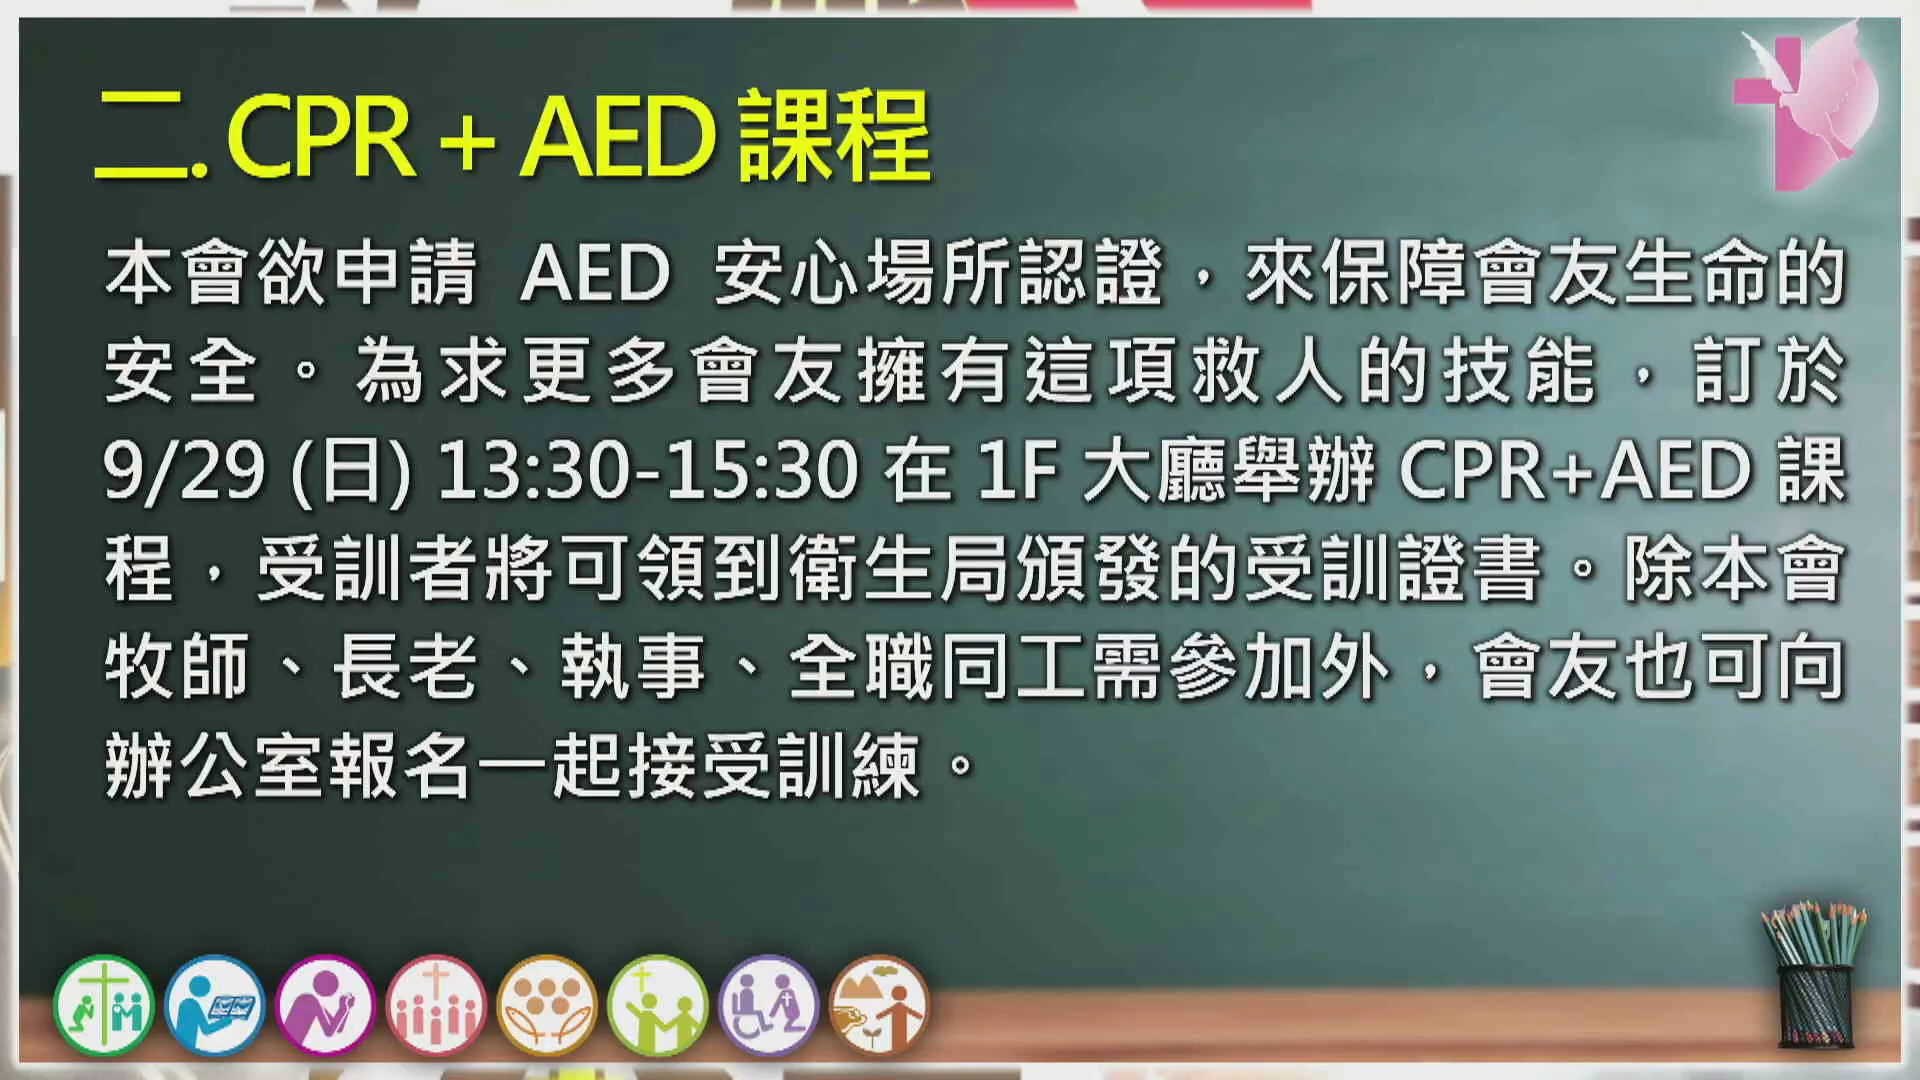 二. CPR + AED 課程
本會欲申請 AED 安心場所認證，來保障會友生命的
安全。為求更多會友擁有這項救人的技能，訂於
9/29 (日) 13:30-15:30 在 1F 大廳舉辦 CPR+AED 課
程，受訓者將可領到衛生局頒發的受訓證書。除本會
牧師、長老、執事、全職同工需參加外，會友也可向
辦公室報名一起接受訓練。